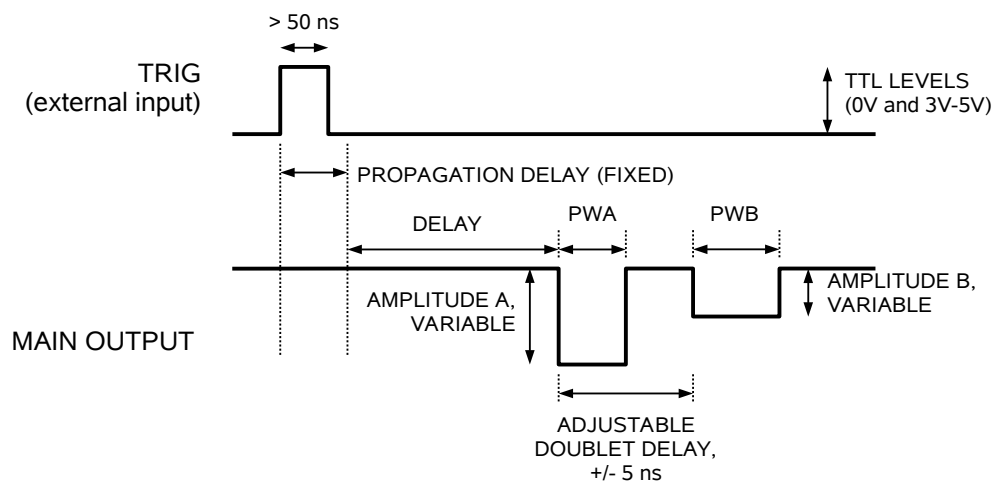 > 50 ns
TRIG
(external input)
TTL LEVELS
(0V and 3V-5V)
PROPAGATION DELAY (FIXED)
DELAY
PWA
PWB
AMPLITUDE A,
VARIABLE
AMPLITUDE B,
VARIABLE
MAIN OUTPUT
ADJUSTABLE
DOUBLET DELAY,
+/- 5 ns